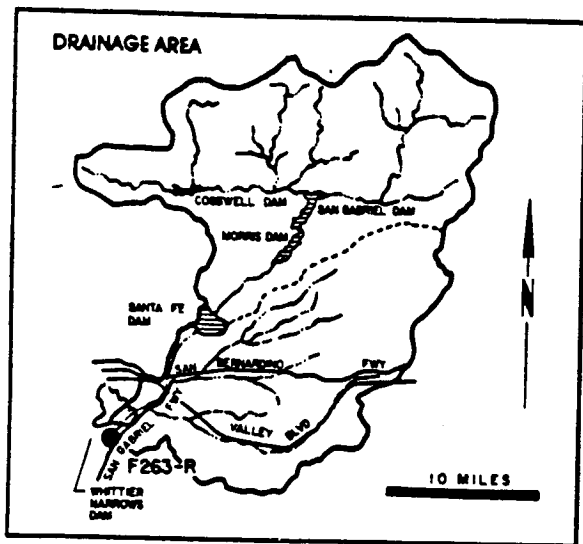 DRAINAGE AREA
COGSWELL DAM
SAN GABRIEL DAM
MORRIS DAM
SANTA FE
DAM
N
SAN BERNARDINO FWY
SAN GABRIEL FWY
VALLEY BLVD
F263-R
WHITTIER
NARROWS
DAM
10 MILES